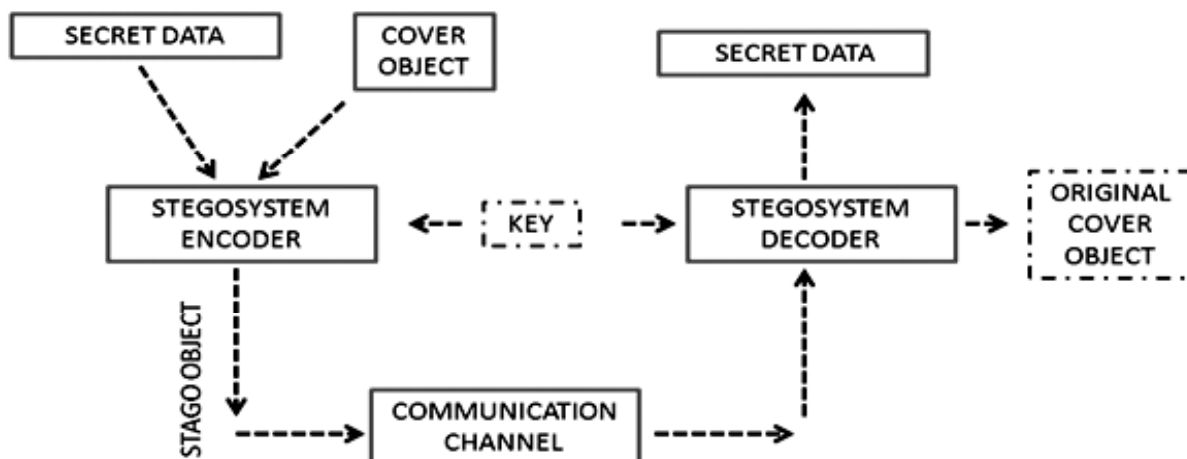 SECRET DATA
COVER
OBJECT
SECRET DATA
STEGOSYSTEM
ENCODER
KEY
STEGOSYSTEM
DECODER
ORIGINAL
COVER
OBJECT
STAGO OBJECT
COMMUNICATION
CHANNEL